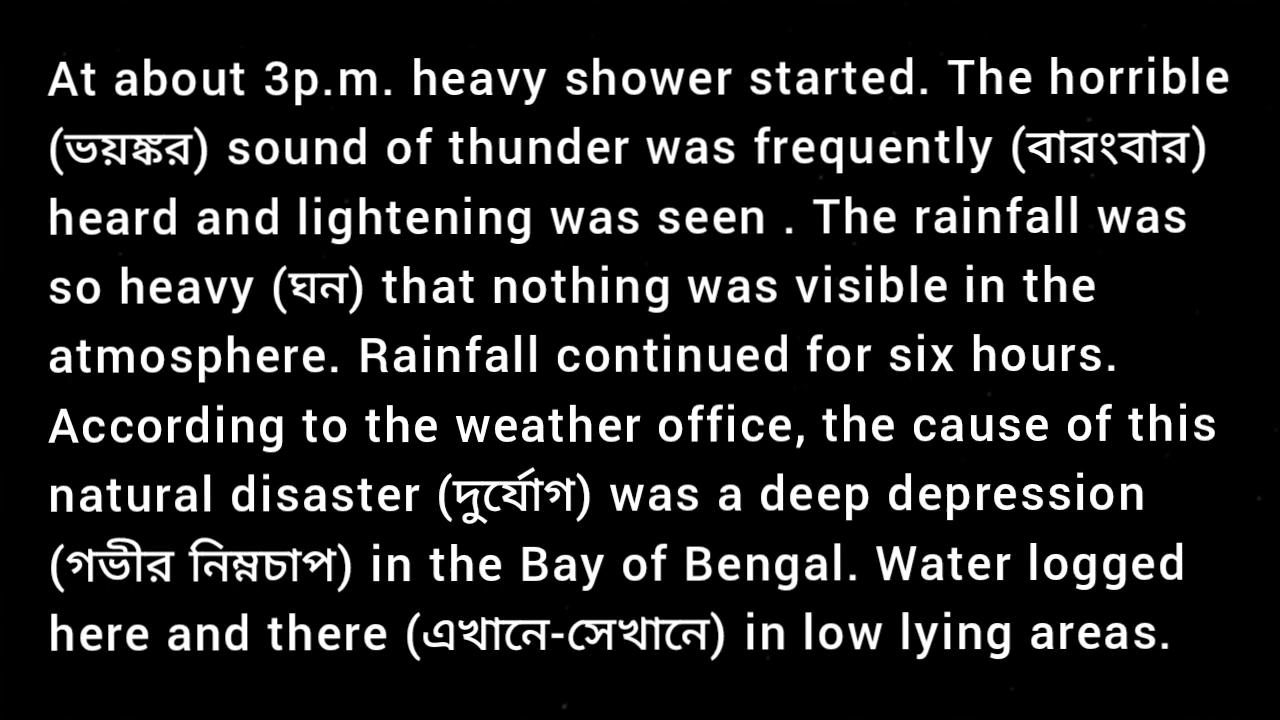 At about 3p.m. heavy shower started. The horrible
(ভয়ঙ্কর) sound of thunder was frequently (বারংবার)
heard and lightening was seen . The rainfall was
so heavy (ঘন) that nothing was visible in the
atmosphere. Rainfall continued for six hours.
According to the weather office, the cause of this
natural disaster (দুর্যোগ) was a deep depression
(গভীর নিম্নচাপ) in the Bay of Bengal. Water logged
here and there (এখানে-সেখানে) in low lying areas.